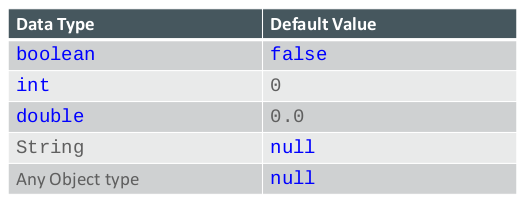 Data Type Default Value
boolean false
int 0
double 0.0
String null
Any Object type null